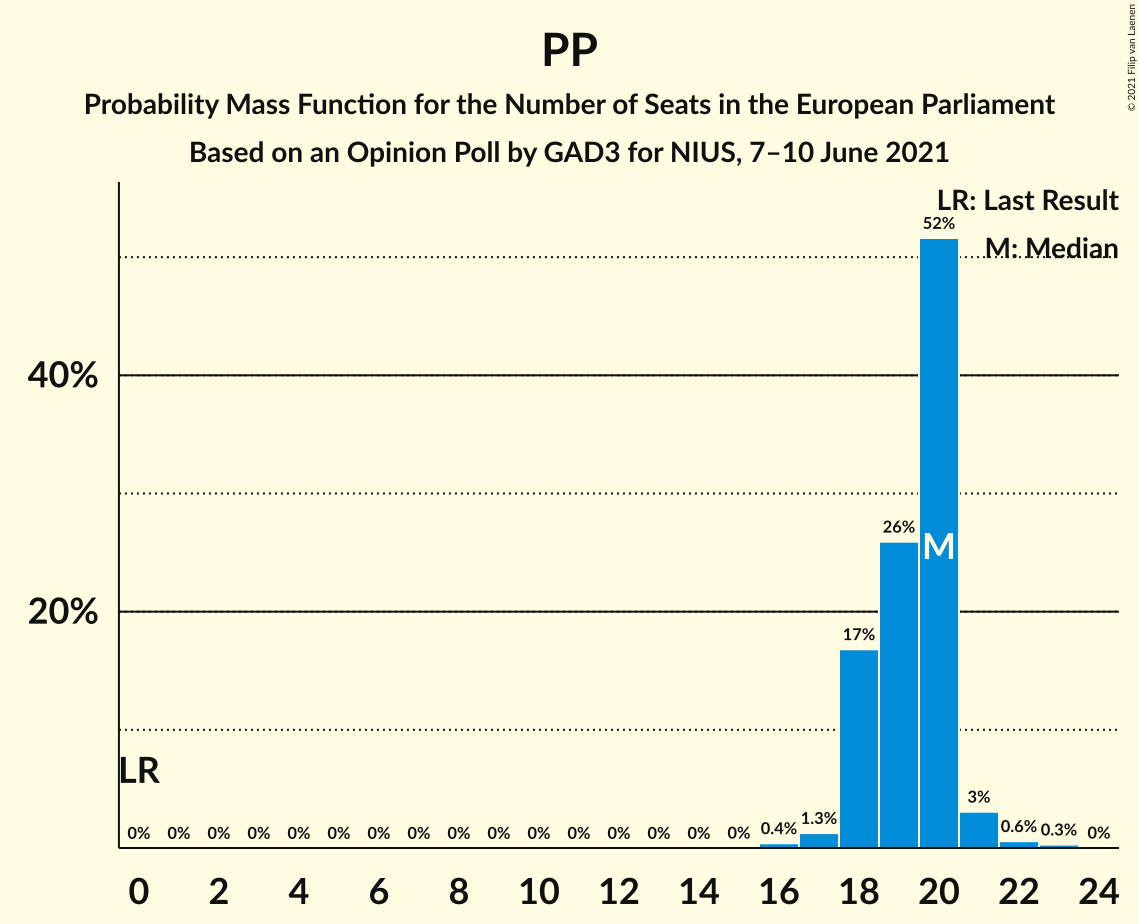 PP
Probability Mass Function for the Number of Seats in the European Parliament
Based on an Opinion Poll by GAD3 for NIUS, 7–10 June 2021
© 2021 Filip van Laenen
LR: Last Result
M: Median
52%
40%
26%
M
20%
17%
LR
0% 0% 0% 0% 0% 0% 0% 0% 0% 0% 0% 0% 0% 0% 0% 0% 0.4% 1.3% 3% 0.6% 0.3% 0%
0 2 4 6 8 10 12 14 16 18 20 22 24